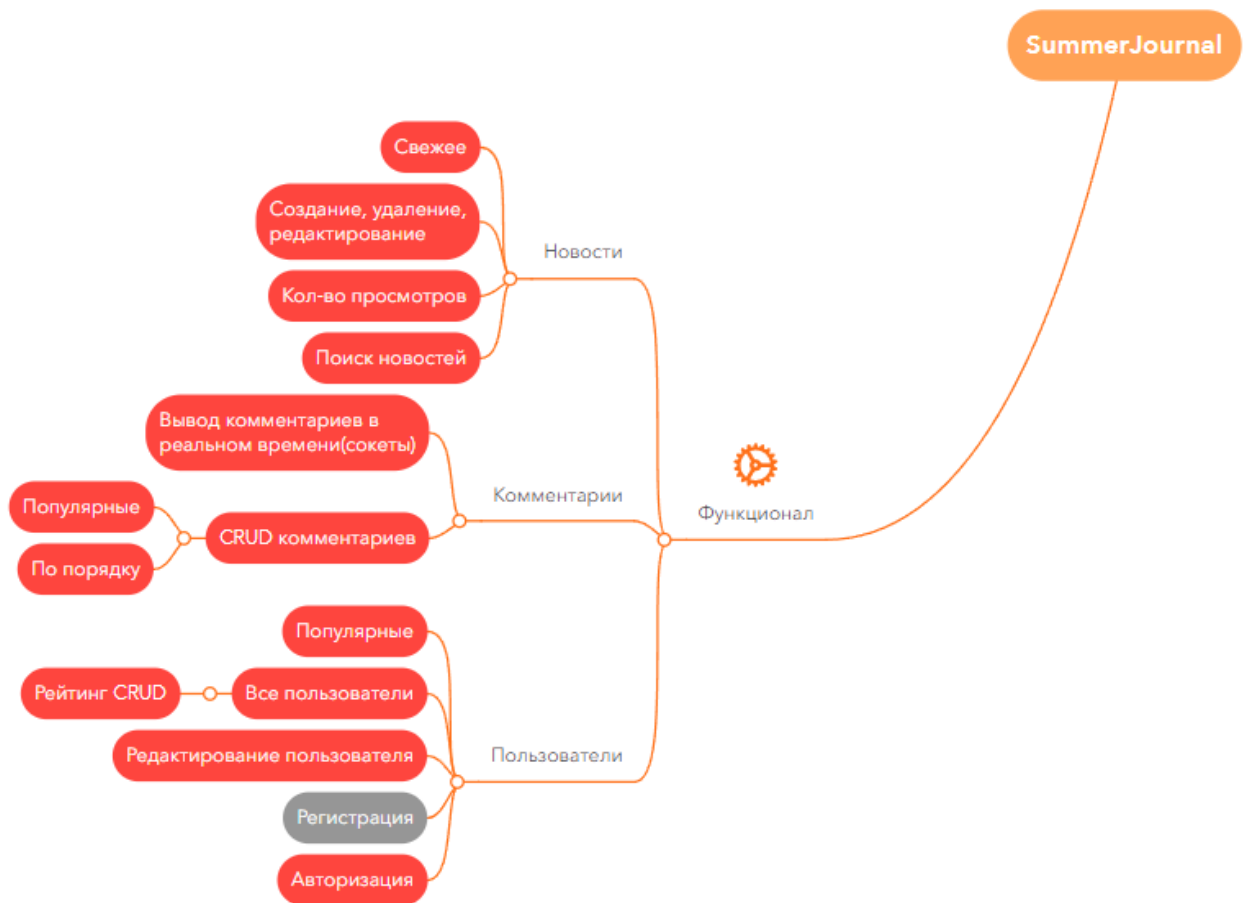 SummerJournal
Свежее
Создание, удаление,
редактирование
Новости
Кол-во просмотров
Поиск новостей
Вывод комментариев в
реальном времени(сокеты)
Комментарии
Функционал
Популярные
CRUD комментариев
По порядку
Популярные
Рейтинг CRUD
Все пользователи
Редактирование пользователя
Пользователи
Регистрация
Авторизация